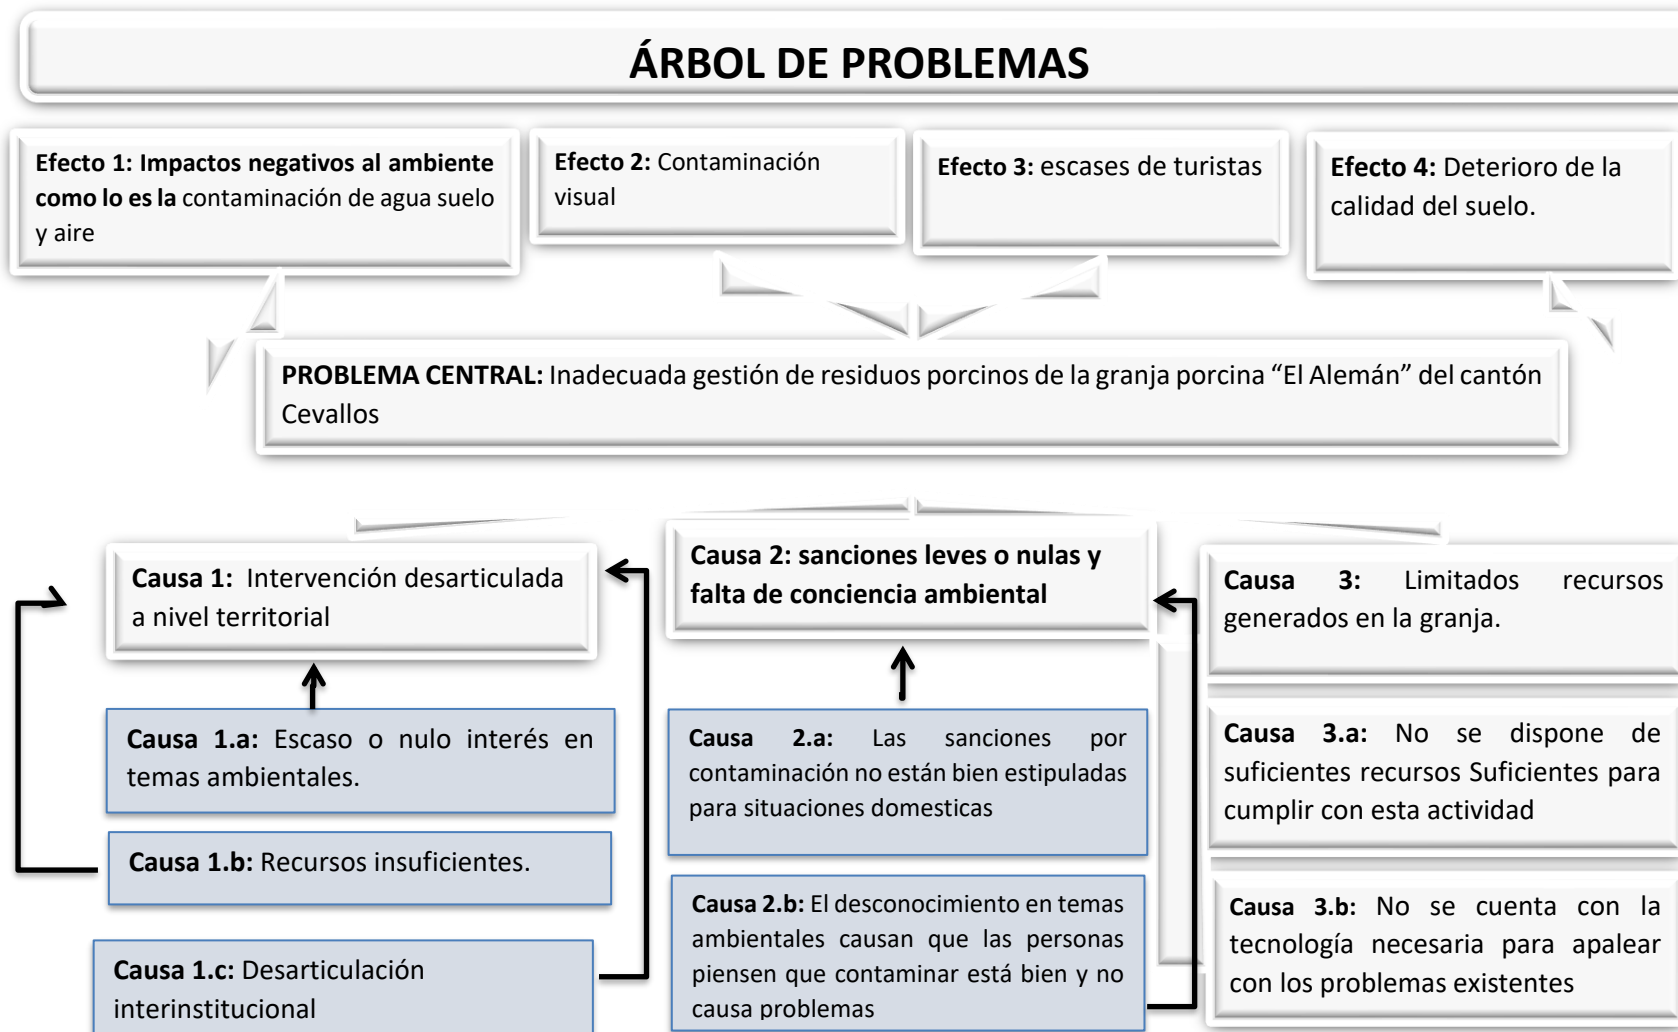 ÁRBOL DE PROBLEMAS
Efecto 1: Impactos negativos al ambiente
como lo es la contaminación de agua suelo
y aire
Efecto 2: Contaminación
visual
Efecto 3: escases de turistas
Efecto 4: Deterioro de la
calidad del suelo.
PROBLEMA CENTRAL: Inadecuada gestión de residuos porcinos de la granja porcina “El Alemán” del cantón
Cevallos
Causa 1: Intervención desarticulada
a nivel territorial
Causa 1.a: Escaso o nulo interés en
temas ambientales.
Causa 1.b: Recursos insuficientes.
Causa 1.c: Desarticulación
interinstitucional
Causa 2: sanciones leves o nulas y
falta de conciencia ambiental
Causa 2.a: Las sanciones por
contaminación no están bien estipuladas
para situaciones domesticas
Causa 2.b: El desconocimiento en temas
ambientales causan que las personas
piensen que contaminar está bien y no
causa problemas
Causa 3: Limitados recursos
generados en la granja.
Causa 3.a: No se dispone de
suficientes recursos Suficientes para
cumplir con esta actividad
Causa 3.b: No se cuenta con la
tecnología necesaria para apalear
con los problemas existentes